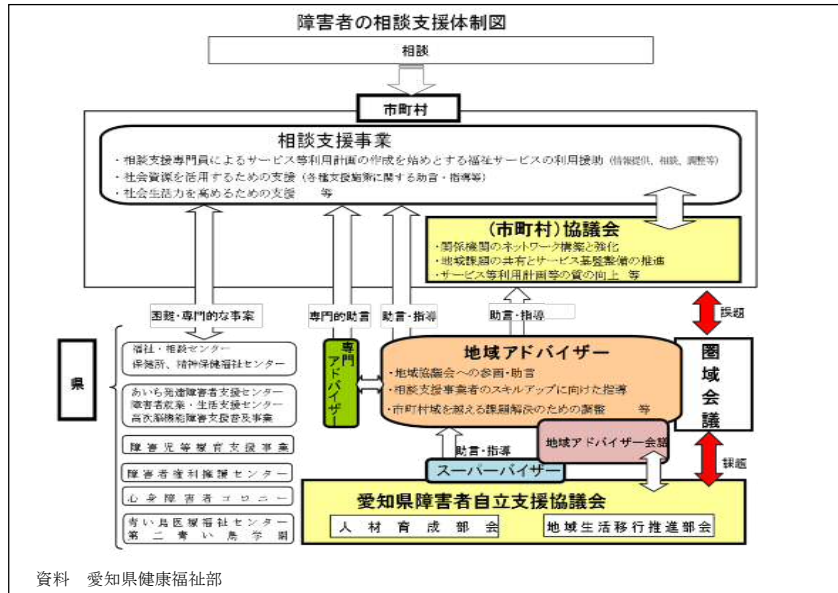 障害者の相談支援体制図
相談
市町村
相談支援事業
・相談支援専門員によるサービス等利用計画の作成を始めとする福祉サービスの利用援助（情報提供、相談、調整等）
・社会資源を活用するための支援（各種支援施策に関する助言・指導等）
・社会生活力を高めるための支援　等
（市町村）協議会
・関係機関のネットワーク構築と強化
・地域課題の共有とサービス基盤整備の推進
・サービス等利用計画等の質の向上　等
困難・専門的な事案
専門的助言
助言・指導
助言・指導
課題
県
福祉・相談センター
保健所、精神保健福祉センター
あいち発達障害者支援センター
障害者就業・生活支援センター
高次脳機能障害支援普及事業
障害児等療育支援事業
障害者権利擁護センター
心身障害者コロニー
青い鳥医療福祉センター
第二青い鳥学園
専門
アドバイザー
地域アドバイザー
・地域協議会への参画・助言
・相談支援事業者のスキルアップに向けた指導
・市町村域を越える課題解決のための調整　等
圏域会議
地域アドバイザー会議
助言・指導
スーパーバイザー
課題
愛知県障害者自立支援協議会
人材育成部会
地域生活移行推進部会
資料　愛知県健康福祉部